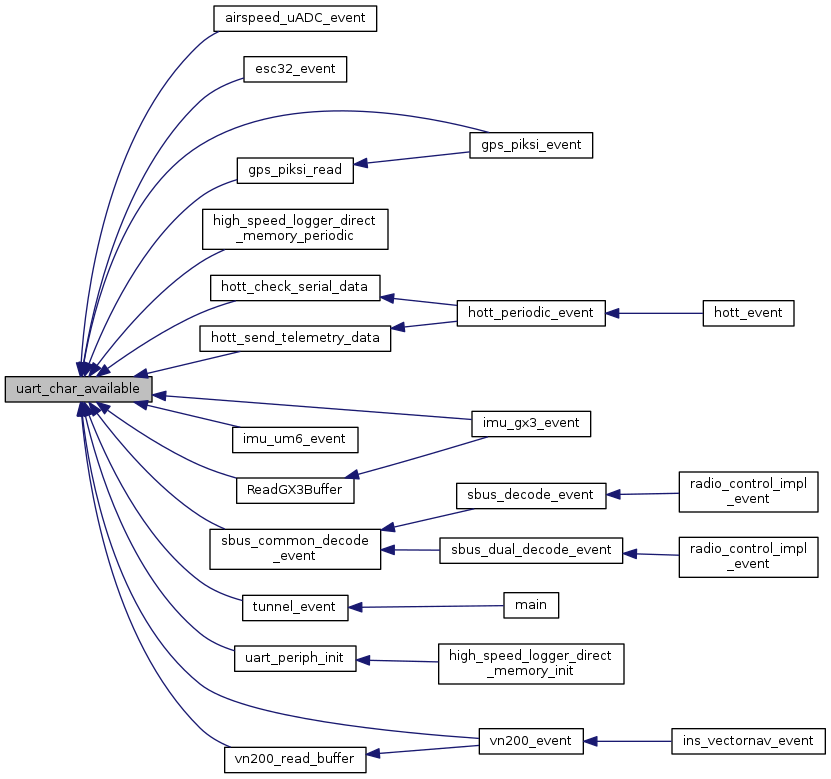 airspeed_uADC_event
esc32_event
gps_piksi_event
gps_piksi_read
high_speed_logger_direct
_memory_periodic
hott_check_serial_data
hott_periodic_event
hott_event
hott_send_telemetry_data
uart_char_available
imu_gx3_event
imu_um6_event
ReadGX3Buffer
sbus_decode_event
radio_control_impl
_event
sbus_common_decode
_event
sbus_dual_decode_event
radio_control_impl
_event
tunnel_event
main
uart_periph_init
high_speed_logger_direct
_memory_init
vn200_event
ins_vectornav_event
vn200_read_buffer